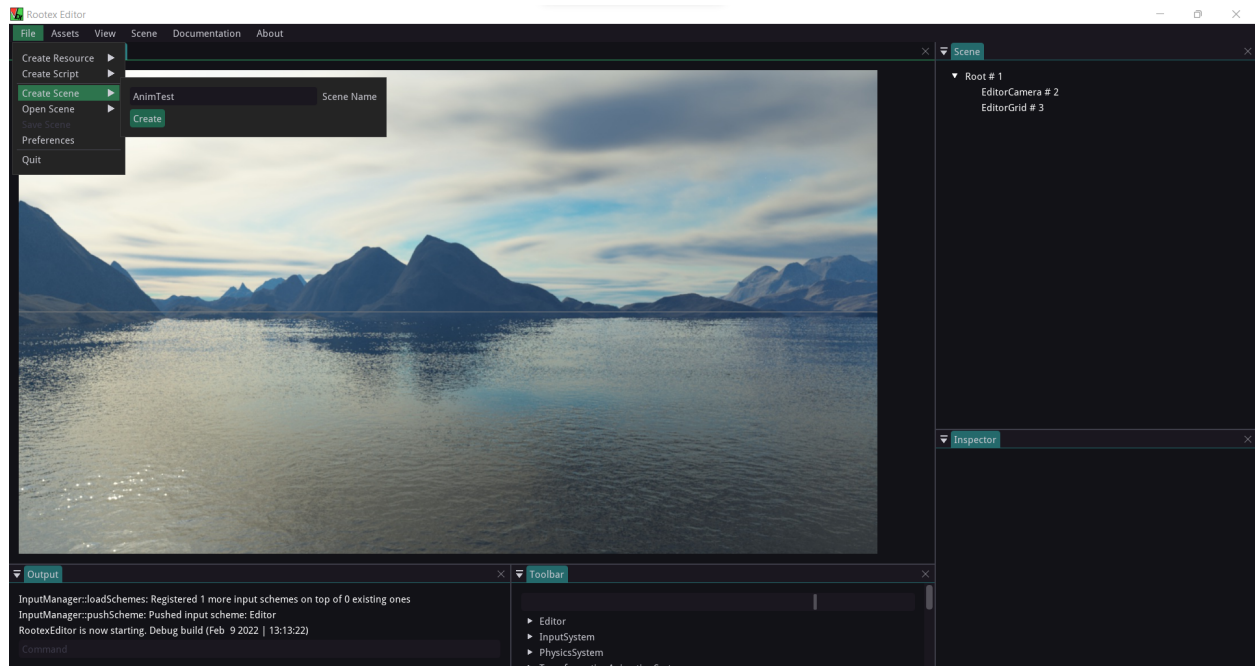 Rootex Editor
File Assets View Scene Documentation About
Create Resource
Create Script
Create Scene
Open Scene
Save Scene
Preferences
Quit
AnimTest Scene Name
Create
Scene
Root # 1
EditorCamera # 2
EditorGrid # 3
Inspector
Output
InputManager::loadSchemes: Registered 1 more input schemes on top of 0 existing ones
InputManager::pushScheme: Pushed input scheme: Editor
RootexEditor is now starting. Debug build (Feb 9 2022 | 13:13:22)
Command
Toolbar
Editor
InputSystem
PhysicsSystem